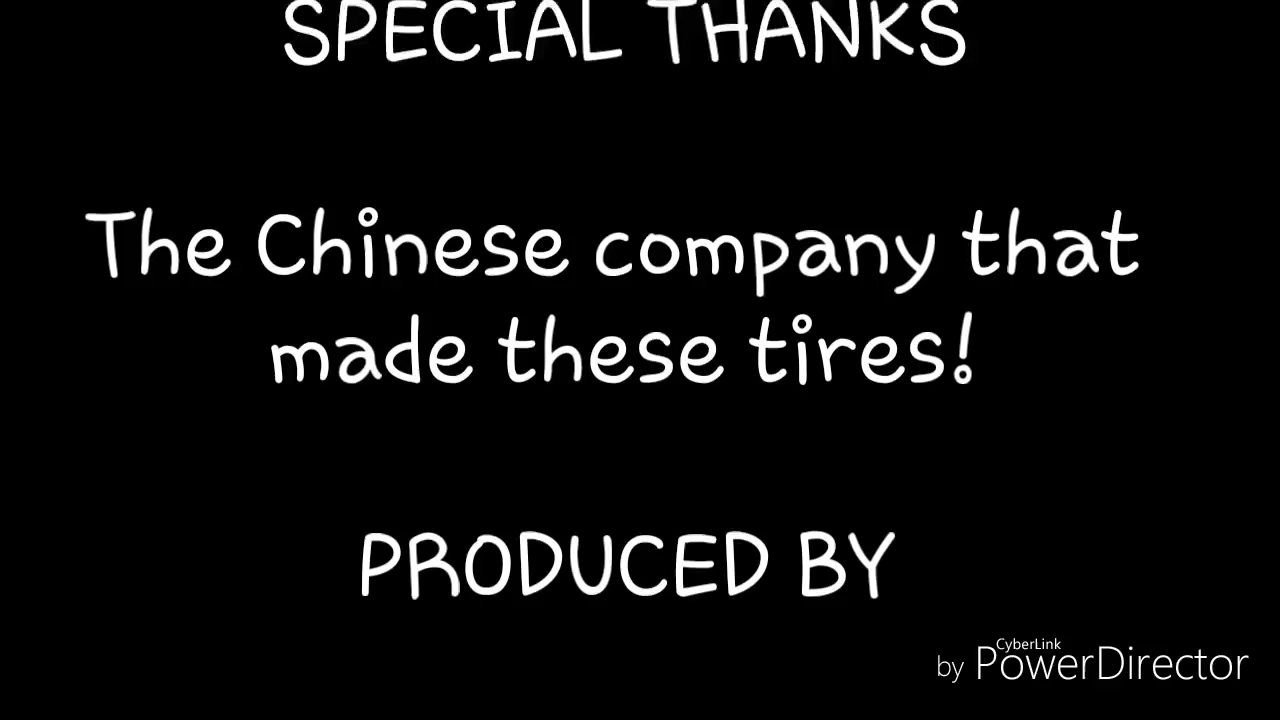 SPECIAL THANKS
The Chinese company that
made these tires!
PRODUCED BY
CyberLink
by PowerDirector